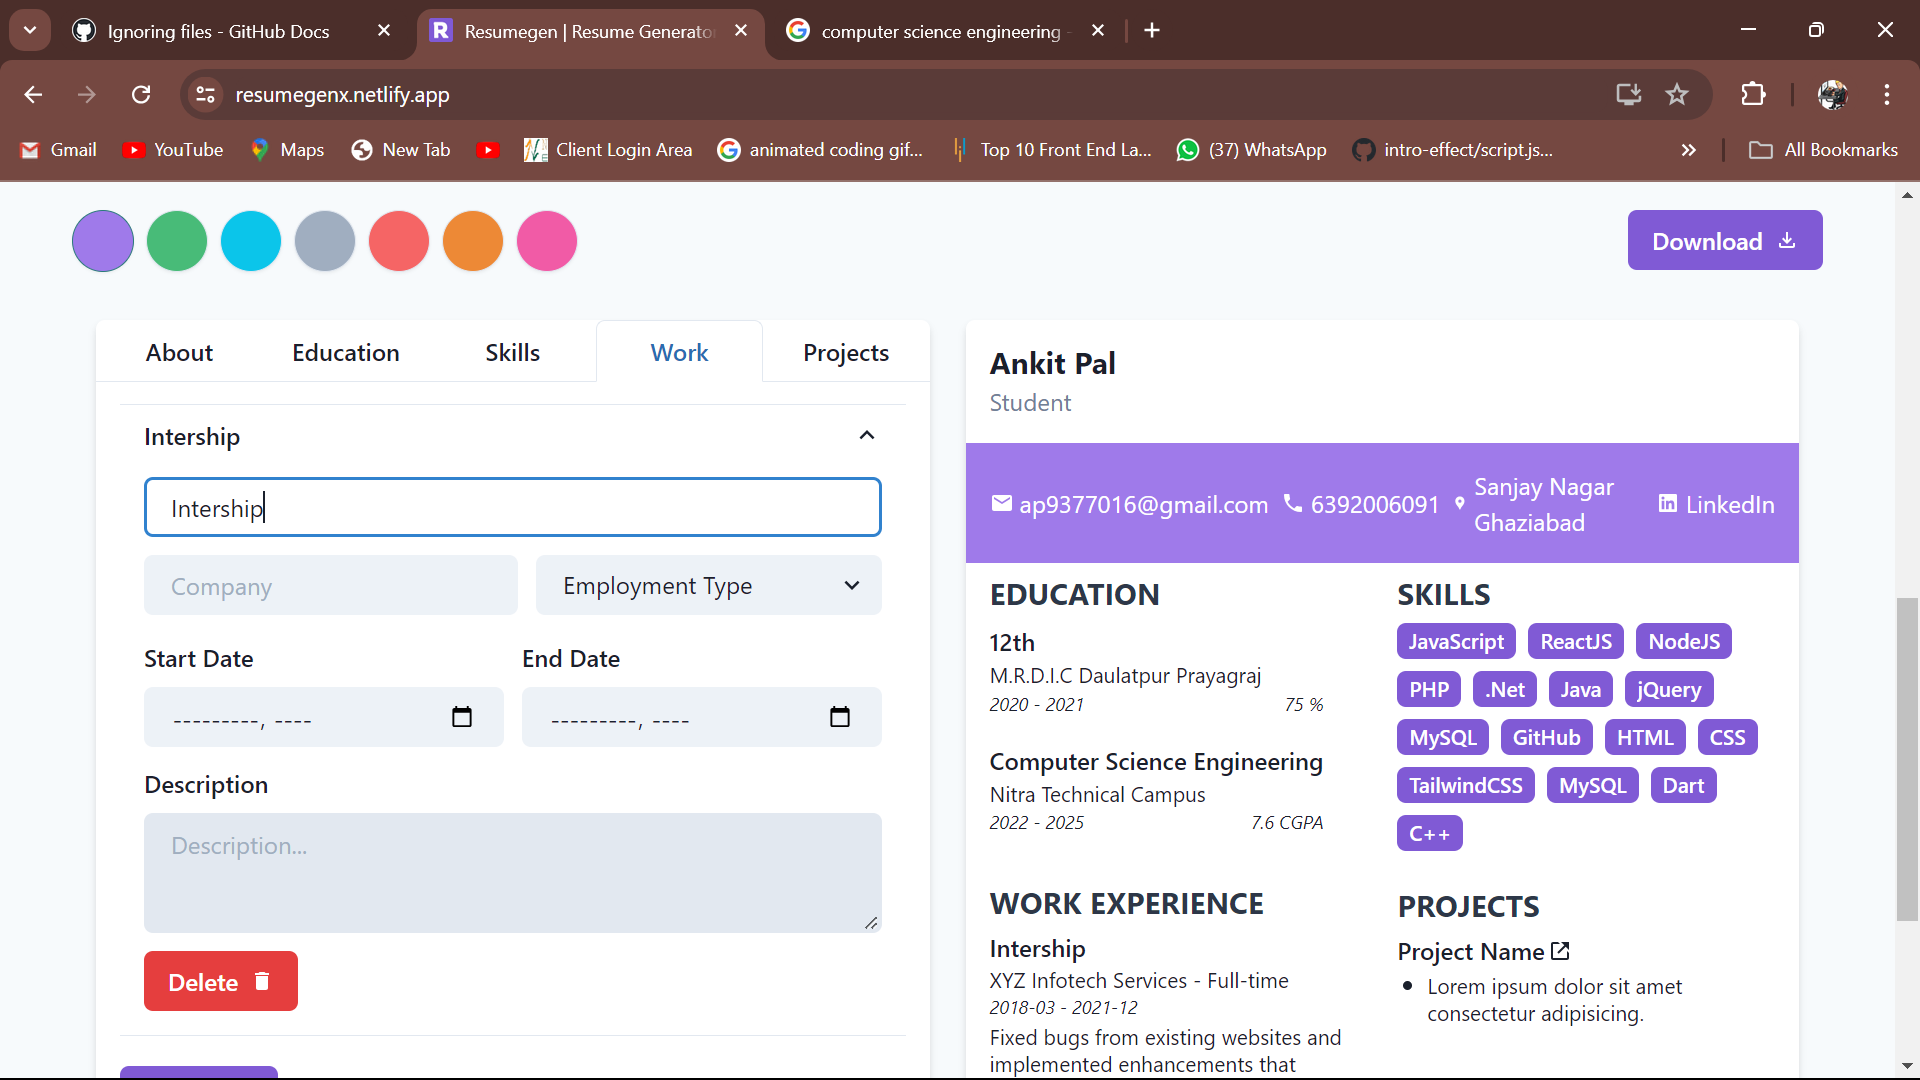 Ignoring files - GitHub Docs
Resumegen | Resume Generato
computer science engineering -
resumegenx.netlify.app
Gmail
YouTube
Maps
New Tab
Client Login Area
animated coding gif...
Top 10 Front End La...
(37) WhatsApp
intro-effect/script.js...
All Bookmarks
Download
About
Education
Skills
Work
Projects
Intership
Intership
Company
Employment Type
Start Date
End Date
---------, ----
---------, ----
Description
Description...
Delete
Ankit Pal
Student
ap9377016@gmail.com
6392006091
Sanjay Nagar
Ghaziabad
LinkedIn
EDUCATION
12th
M.R.D.I.C Daulatpur Prayagraj
2020 - 2021 75 %
Computer Science Engineering
Nitra Technical Campus
2022 - 2025 7.6 CGPA
SKILLS
JavaScript ReactJS NodeJS
PHP .Net Java jQuery
MySQL GitHub HTML CSS
TailwindCSS MySQL Dart
C++
WORK EXPERIENCE
Intership
XYZ Infotech Services - Full-time
2018-03 - 2021-12
Fixed bugs from existing websites and
implemented enhancements that
PROJECTS
Project Name
Lorem ipsum dolor sit amet
consectetur adipisicing.